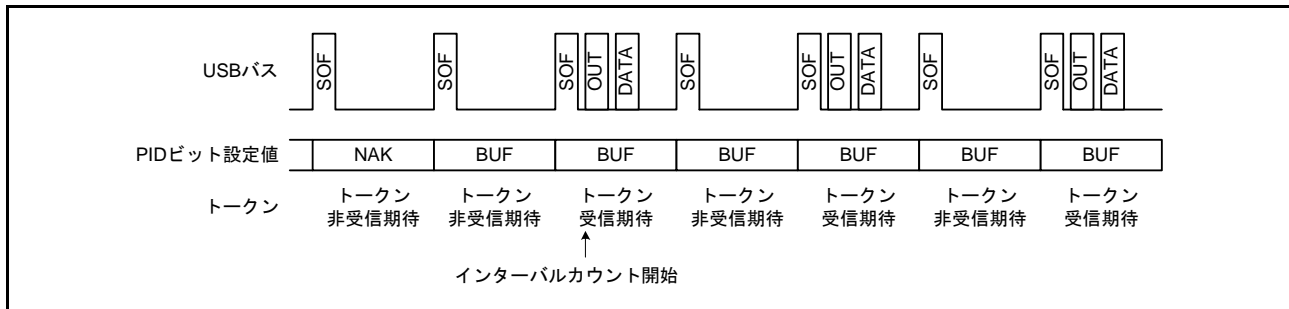 USBバス
SOF
SOF
SOF
OUT
DATA
SOF
SOF
OUT
DATA
SOF
SOF
OUT
DATA
PIDビット設定値
NAK
BUF
BUF
BUF
BUF
BUF
BUF
トークン
トークン
非受信期待
トークン
非受信期待
トークン
受信期待
トークン
非受信期待
トークン
受信期待
トークン
非受信期待
トークン
受信期待
インターバルカウント開始